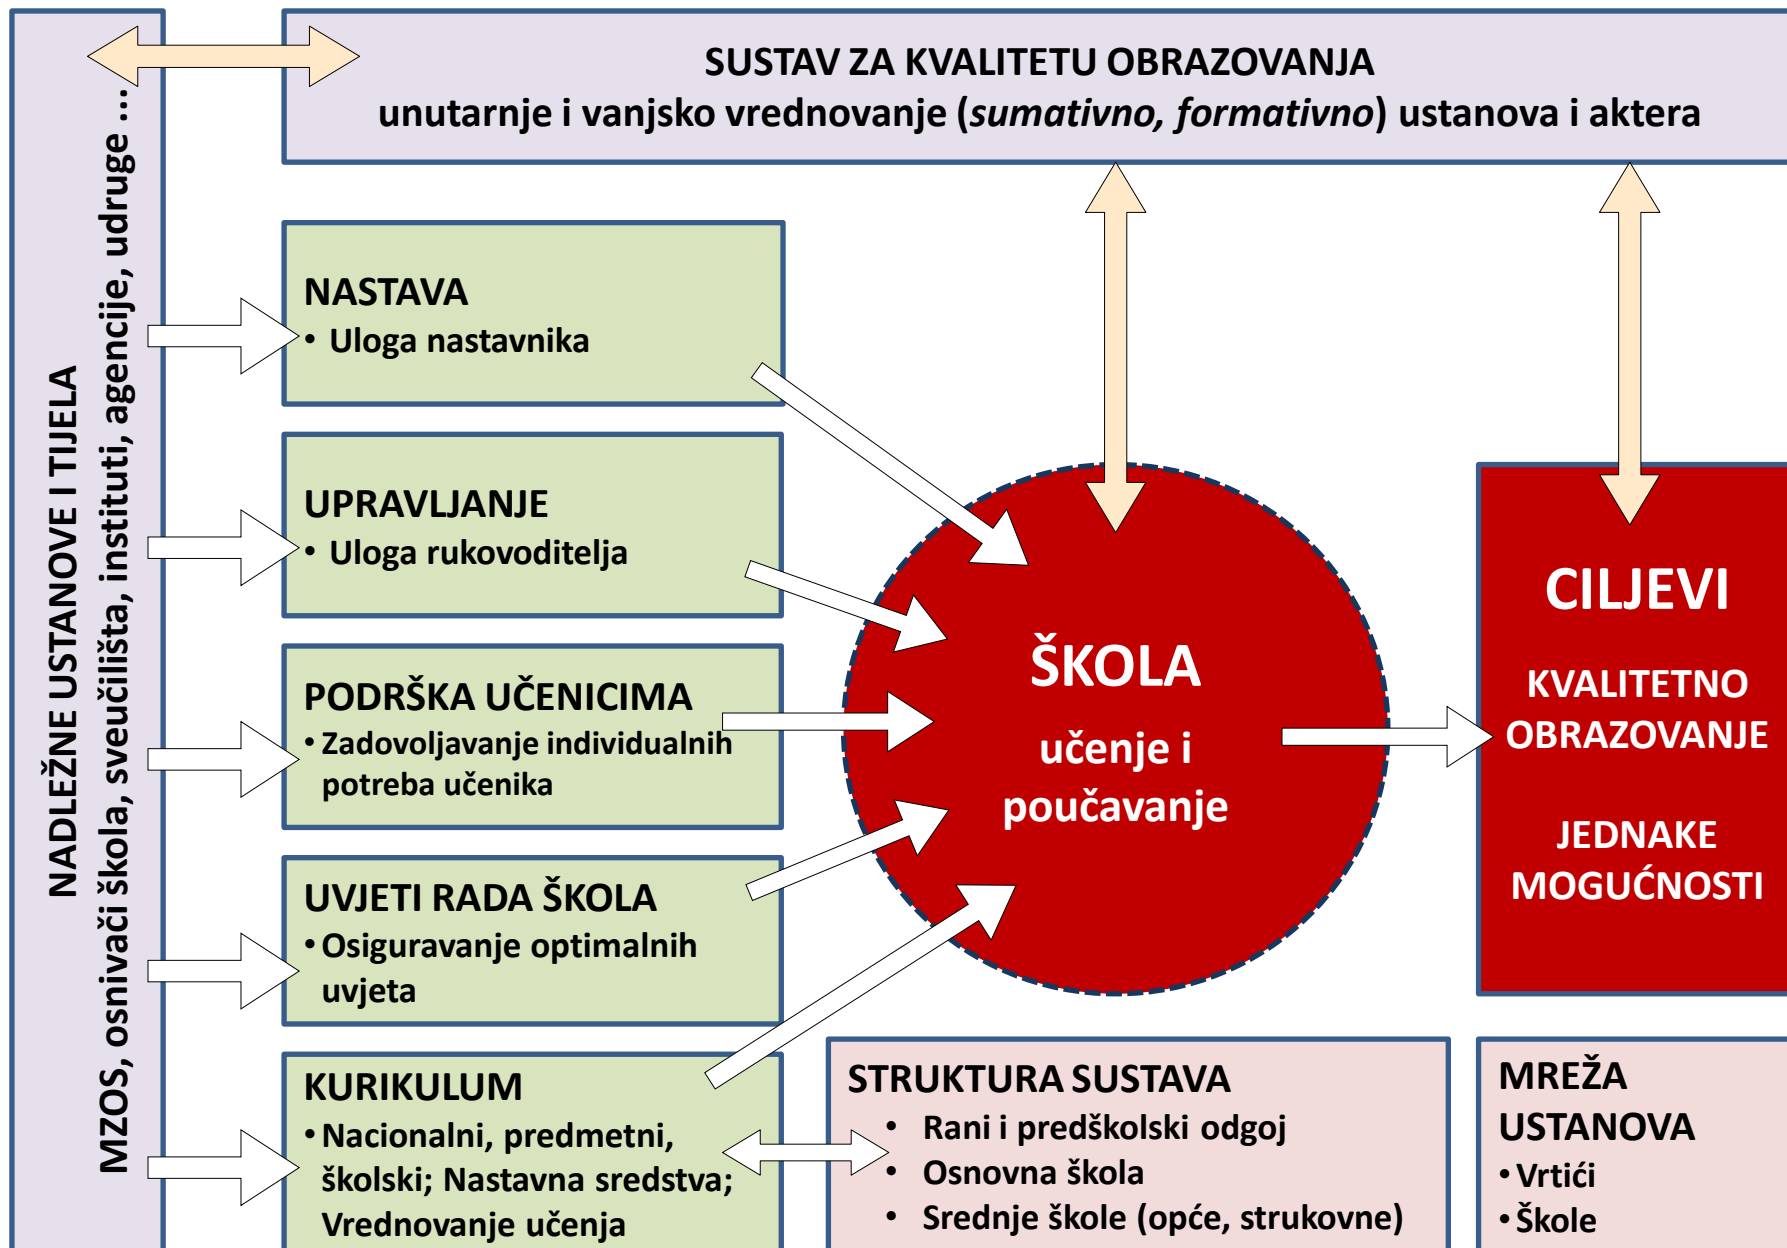 NADLEŽNE USTANOVE I TIJELA
MZOS, osnivači škola, sveučilišta, instituti, agencije, udruge ...
SUSTAV ZA KVALITETU OBRAZOVANJA
unutarnje i vanjsko vrednovanje (sumativno, formativno) ustanova i aktera
NASTAVA
• Uloga nastavnika
UPRAVLJANJE
• Uloga rukovoditelja
PODRŠKA UČENICIMA
• Zadovoljavanje individualnih
potreba učenika
UVJETI RADA ŠKOLA
• Osiguravanje optimalnih
uvjeta
KURIKULUM
• Nacionalni, predmetni,
školski; Nastavna sredstva;
Vrednovanje učenja
ŠKOLA
učenje i
poučavanje
CILJEVI
KVALITETNO
OBRAZOVANJE
JEDNAKE
MOGUĆNOSTI
STRUKTURA SUSTAVA
• Rani i predškolski odgoj
• Osnovna škola
• Srednje škole (opće, strukovne)
MREŽA
USTANOVA
• Vrtići
• Škole